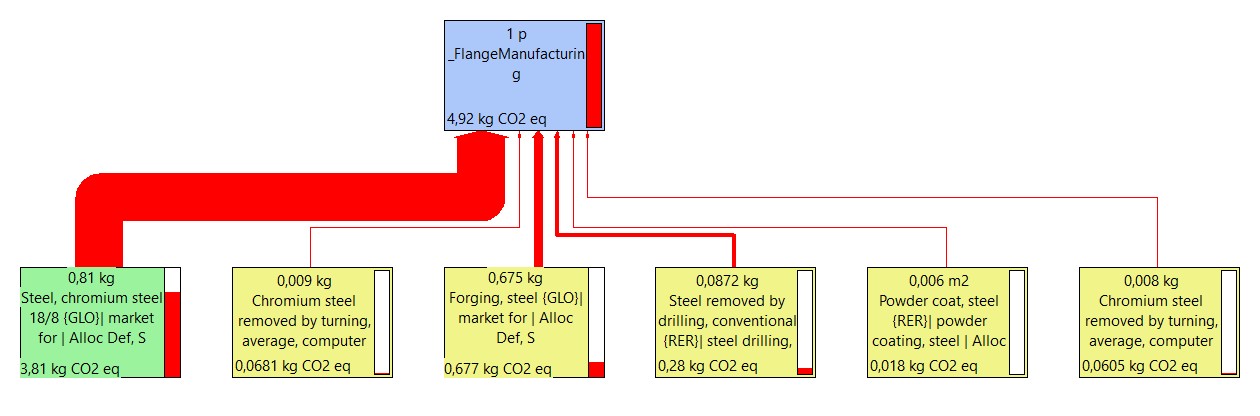 1 p
_FlangeManufacturin
g
4,92 kg CO2 eq
0,81 kg
Steel, chromium steel
18/8 {GLO}| market
for | Alloc Def, S
3,81 kg CO2 eq
0,009 kg
Chromium steel
removed by turning,
average, computer
0,0681 kg CO2 eq
0,675 kg
Forging, steel {GLO}|
market for | Alloc
Def, S
0,677 kg CO2 eq
0,0872 kg
Steel removed by
drilling, conventional
{RER}| steel drilling,
0,28 kg CO2 eq
0,006 m2
Powder coat, steel
{RER}| powder
coating, steel | Alloc
0,018 kg CO2 eq
0,008 kg
Chromium steel
removed by turning,
average, computer
0,0605 kg CO2 eq